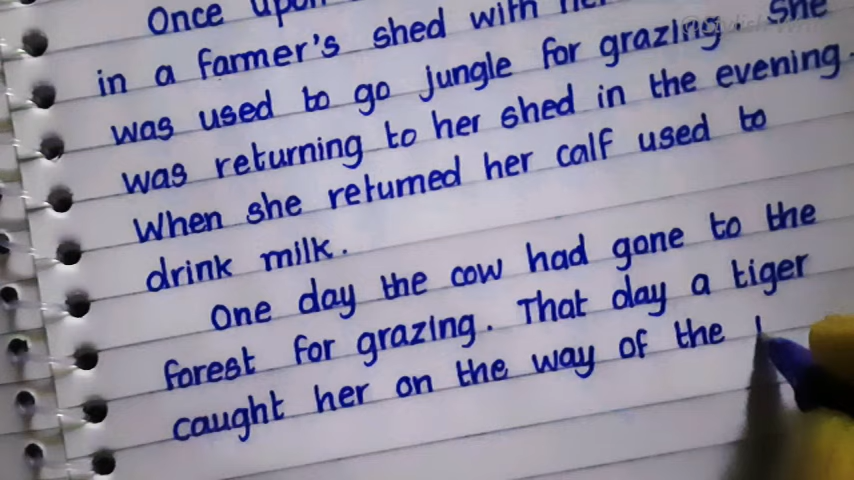 Once upon
in a farmer's shed with her
was used to go jungle for grazing. She
was returning to her shed in the evening.
When she returned her calf used to
drink milk.
One day the cow had gone to the
forest for grazing. That day a tiger
caught her on the way of the